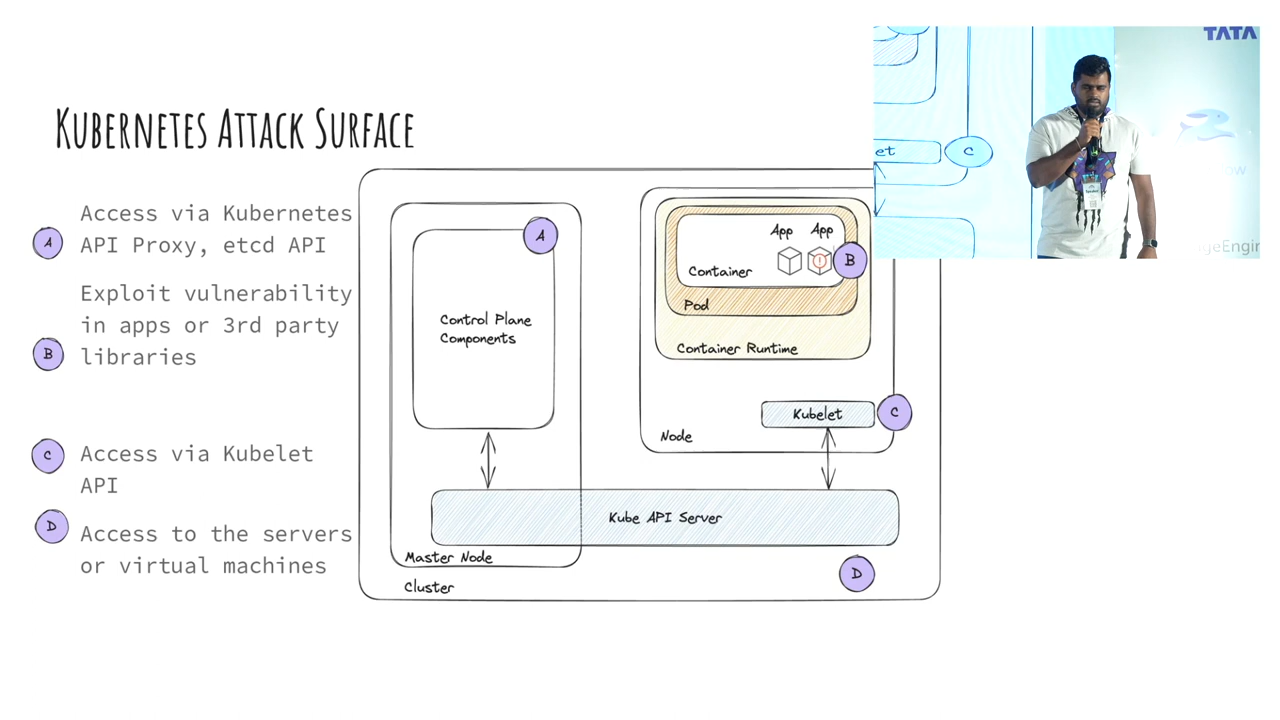 KUBERNETES ATTACK SURFACE
A
Access via Kubernetes
API Proxy, etcd API
B
Exploit vulnerability
in apps or 3rd party
libraries
C
Access via Kubelet
API
D
Access to the servers
or virtual machines
A
Control Plane
Components
App App
B
Container
Pod
Container Runtime
Kubelet
C
Node
Kube API Server
Master Node
D
Cluster
TATA
et
C